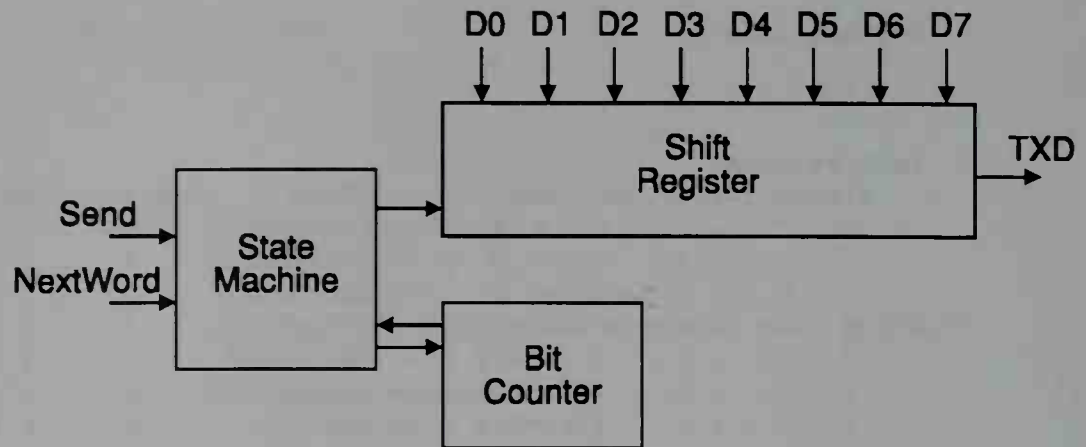 D0 D1 D2 D3 D4 D5 D6 D7
Shift
Register
TXD
Send
NextWord
State
Machine
Bit
Counter